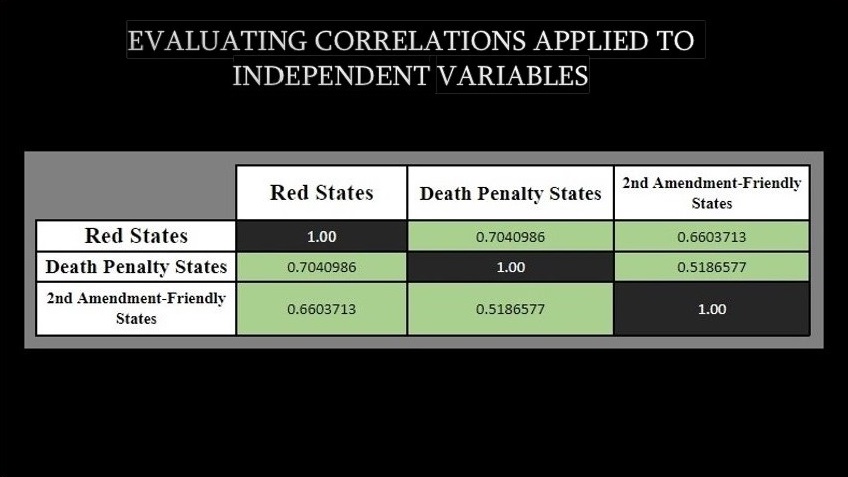 EVALUATING CORRELATIONS APPLIED TO
INDEPENDENT VARIABLES
Red States
Death Penalty States
2nd Amendment-Friendly
States
Red States
1.00
0.7040986
0.6603713
Death Penalty States
0.7040986
1.00
0.5186577
2nd Amendment-Friendly
States
0.6603713
0.5186577
1.00